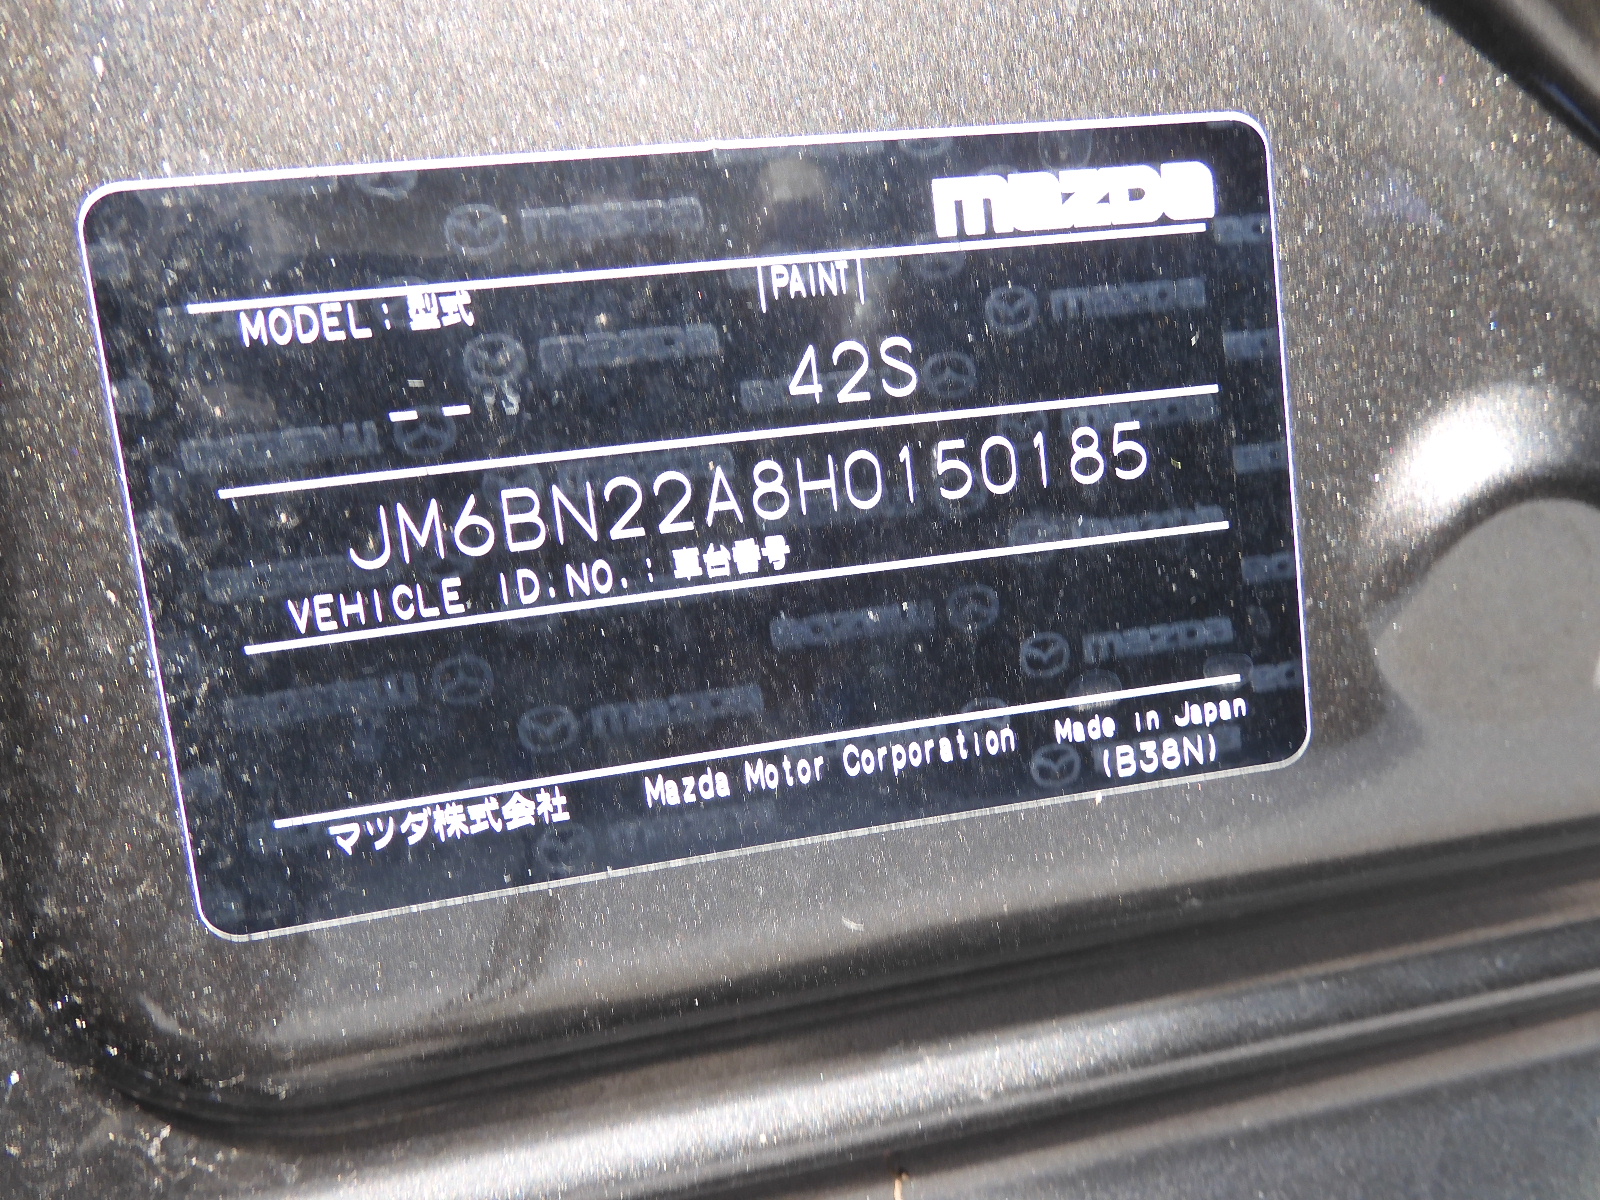 mazda
MODEL : 型式
PAINT
--
42S
JM6BN22A8H0150185
VEHICLE ID. NO. : 車台番号
マツダ株式会社 Mazda Motor Corporation Made in Japan
(B38N)